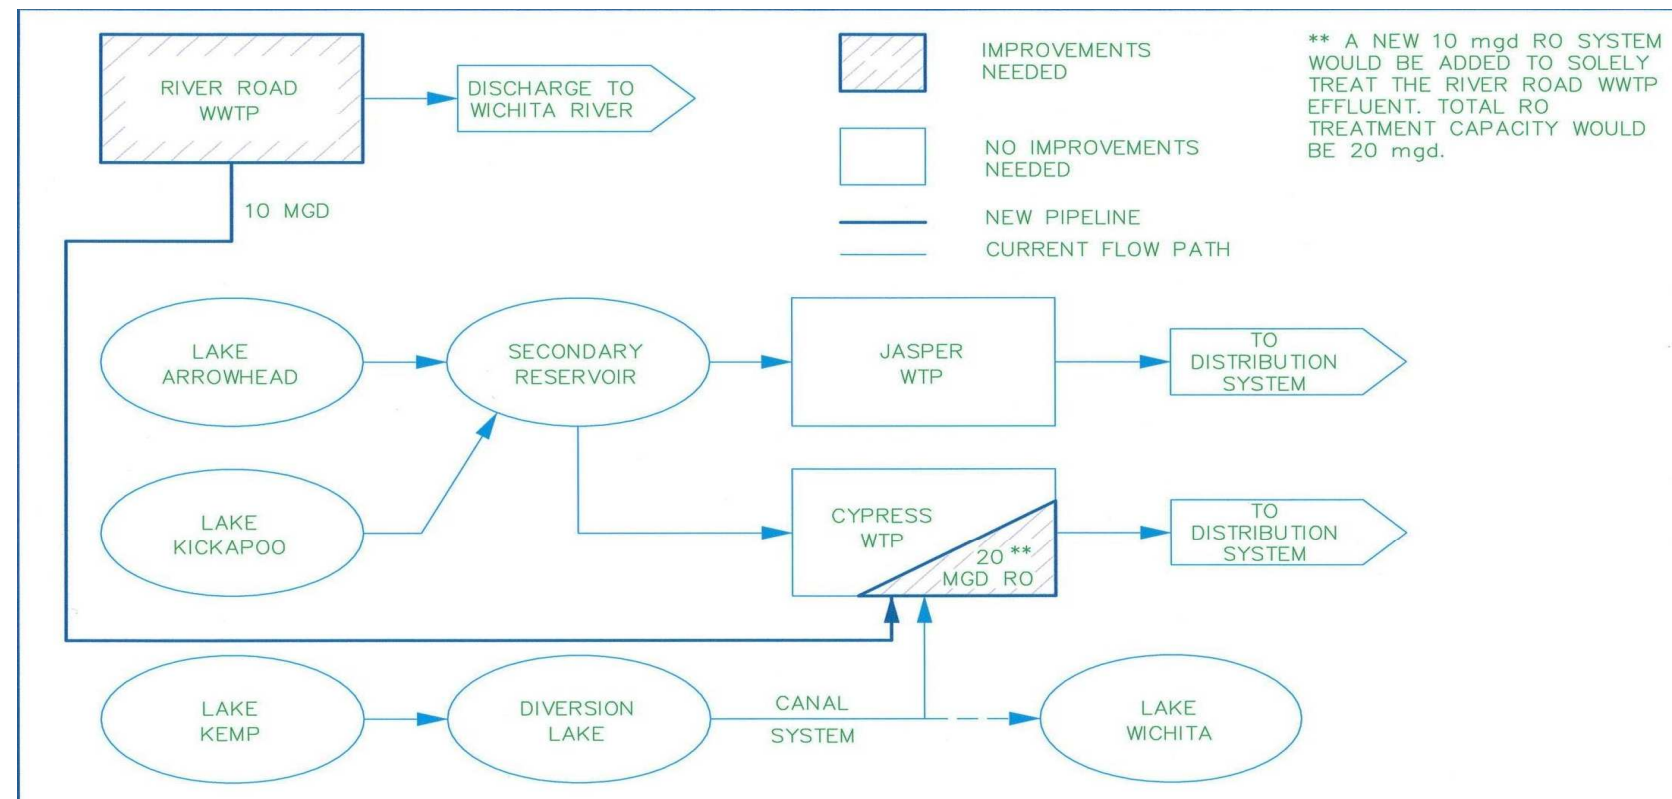 RIVER ROAD
WWTP
DISCHARGE TO
WICHITA RIVER
10 MGD
IMPROVEMENTS
NEEDED
NO IMPROVEMENTS
NEEDED
NEW PIPELINE
CURRENT FLOW PATH
** A NEW 10 mgd RO SYSTEM
WOULD BE ADDED TO SOLELY
TREAT THE RIVER ROAD WWTP
EFFLUENT. TOTAL RO
TREATMENT CAPACITY WOULD
BE 20 mgd.
LAKE
ARROWHEAD
SECONDARY
RESERVOIR
JASPER
WTP
TO
DISTRIBUTION
SYSTEM
LAKE
KICKAPOO
CYPRESS
WTP
20 **
MGD RO
TO
DISTRIBUTION
SYSTEM
LAKE
KEMP
DIVERSION
LAKE
CANAL
SYSTEM
LAKE
WICHITA